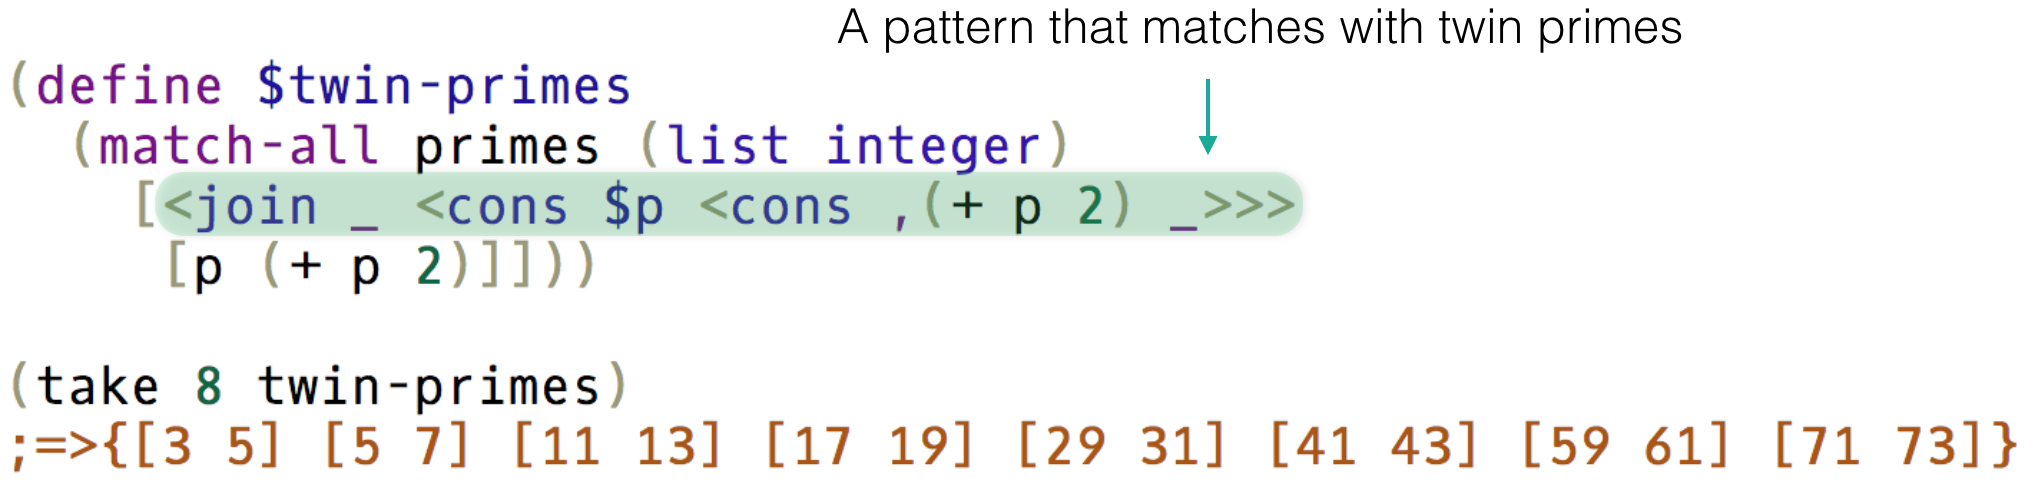 A pattern that matches with twin primes
(define $twin-primes
  (match-all primes (list integer)
    [<join _ <cons $p <cons ,(+ p 2) _>>>
     [p (+ p 2)]]))
(take 8 twin-primes)
;=>{[3 5] [5 7] [11 13] [17 19] [29 31] [41 43] [59 61] [71 73]}